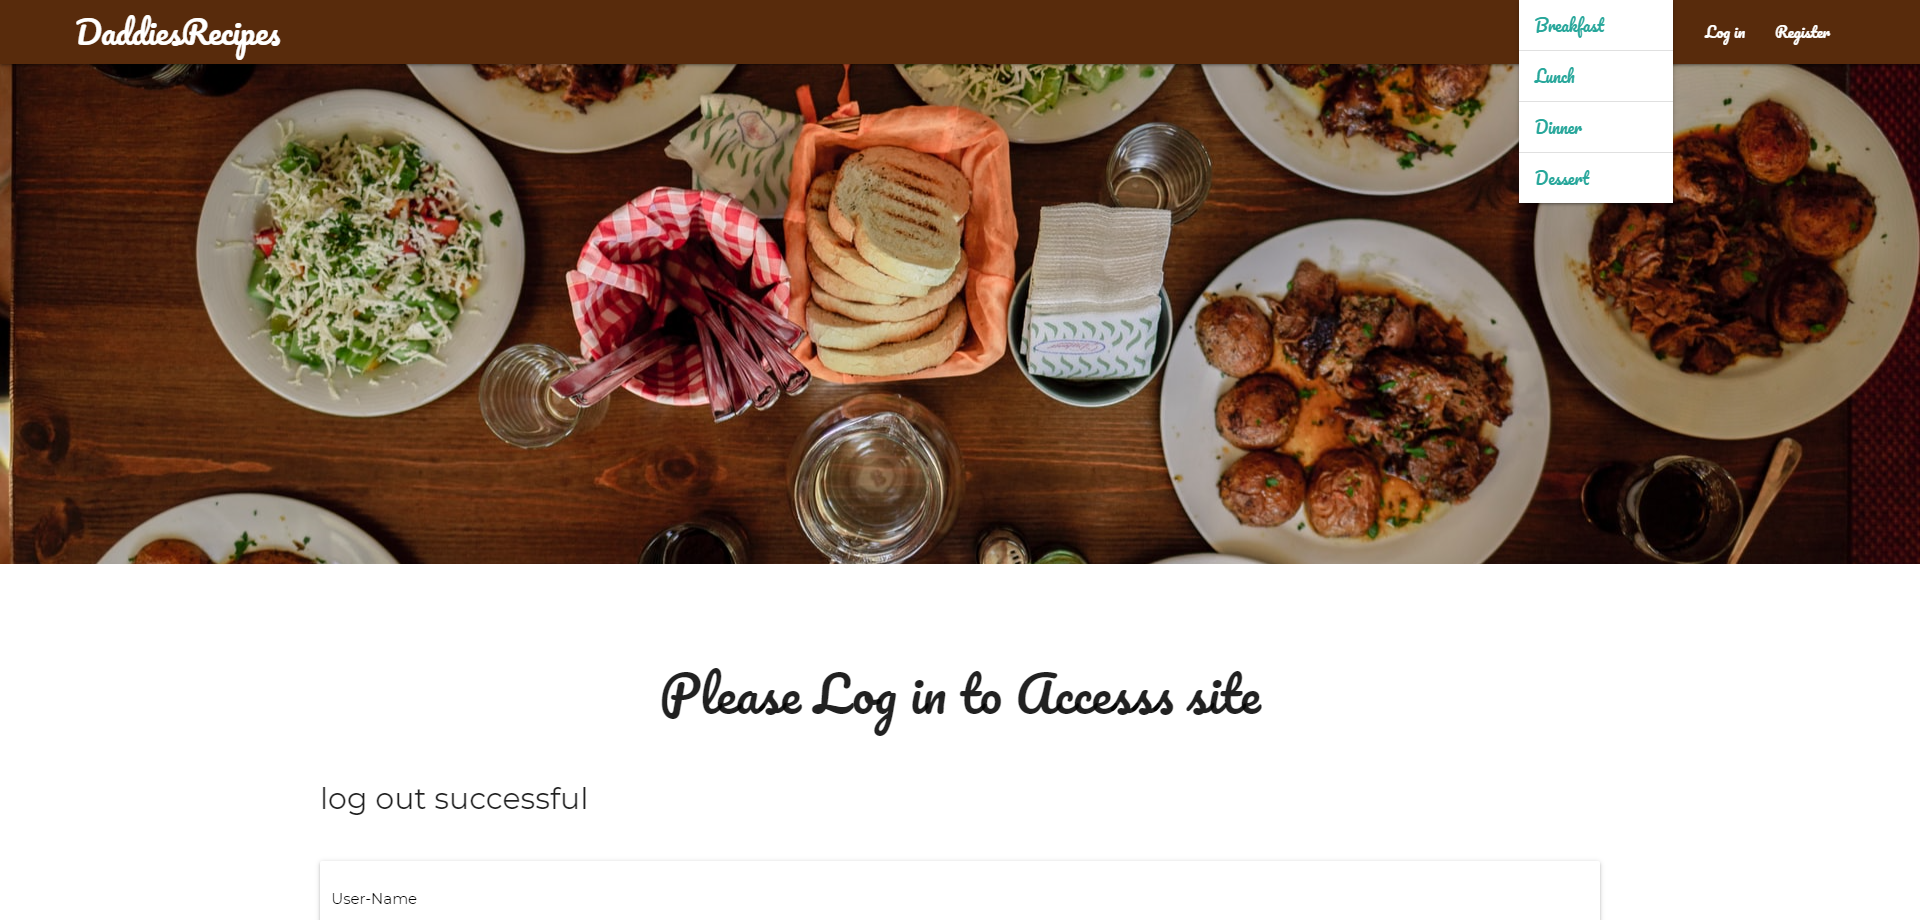 DaddiesRecipes
Breakfast
Log in
Register
Lunch
Dinner
Dessert
Please Log in to Accesss site
log out successful
User-Name